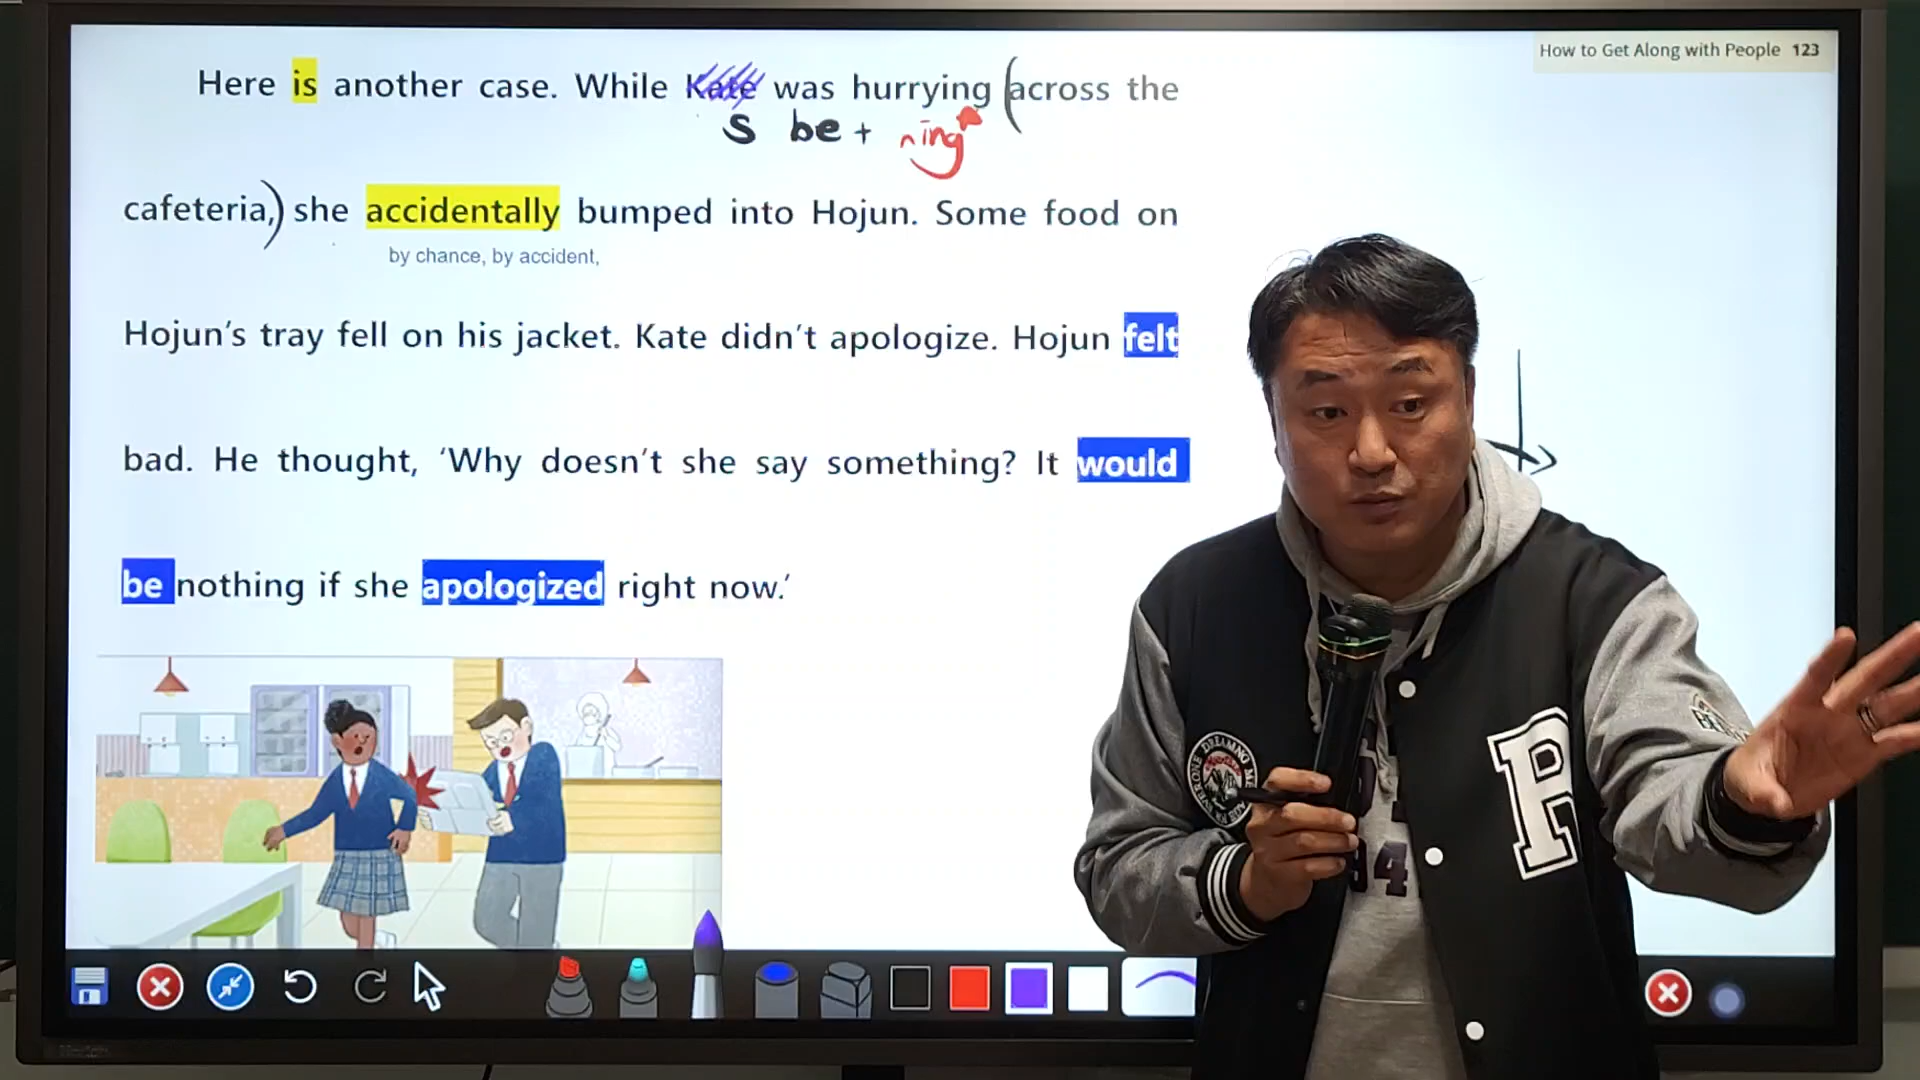 How to Get Along with People 123
Here is another case. While Kate was hurrying (across the
S be + ing
cafeteria,) she accidentally bumped into Hojun. Some food on
by chance, by accident,
Hojun's tray fell on his jacket. Kate didn't apologize. Hojun felt
bad. He thought, ‘Why doesn't she say something? It would
be nothing if she apologized right now.’
R
94